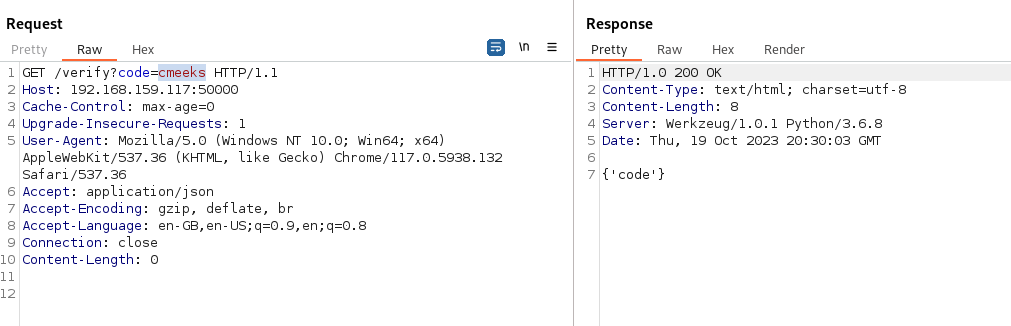 Request
Pretty Raw Hex \n ≡
1 GET /verify?code=cmeeks HTTP/1.1
2 Host: 192.168.159.117:50000
3 Cache-Control: max-age=0
4 Upgrade-Insecure-Requests: 1
5 User-Agent: Mozilla/5.0 (Windows NT 10.0; Win64; x64)
AppleWebKit/537.36 (KHTML, like Gecko) Chrome/117.0.5938.132
Safari/537.36
6 Accept: application/json
7 Accept-Encoding: gzip, deflate, br
8 Accept-Language: en-GB,en-US;q=0.9,en;q=0.8
9 Connection: close
10 Content-Length: 0
11
12
Response
Pretty Raw Hex Render
1 HTTP/1.0 200 OK
2 Content-Type: text/html; charset=utf-8
3 Content-Length: 8
4 Server: Werkzeug/1.0.1 Python/3.6.8
5 Date: Thu, 19 Oct 2023 20:30:03 GMT
6
7 {'code'}